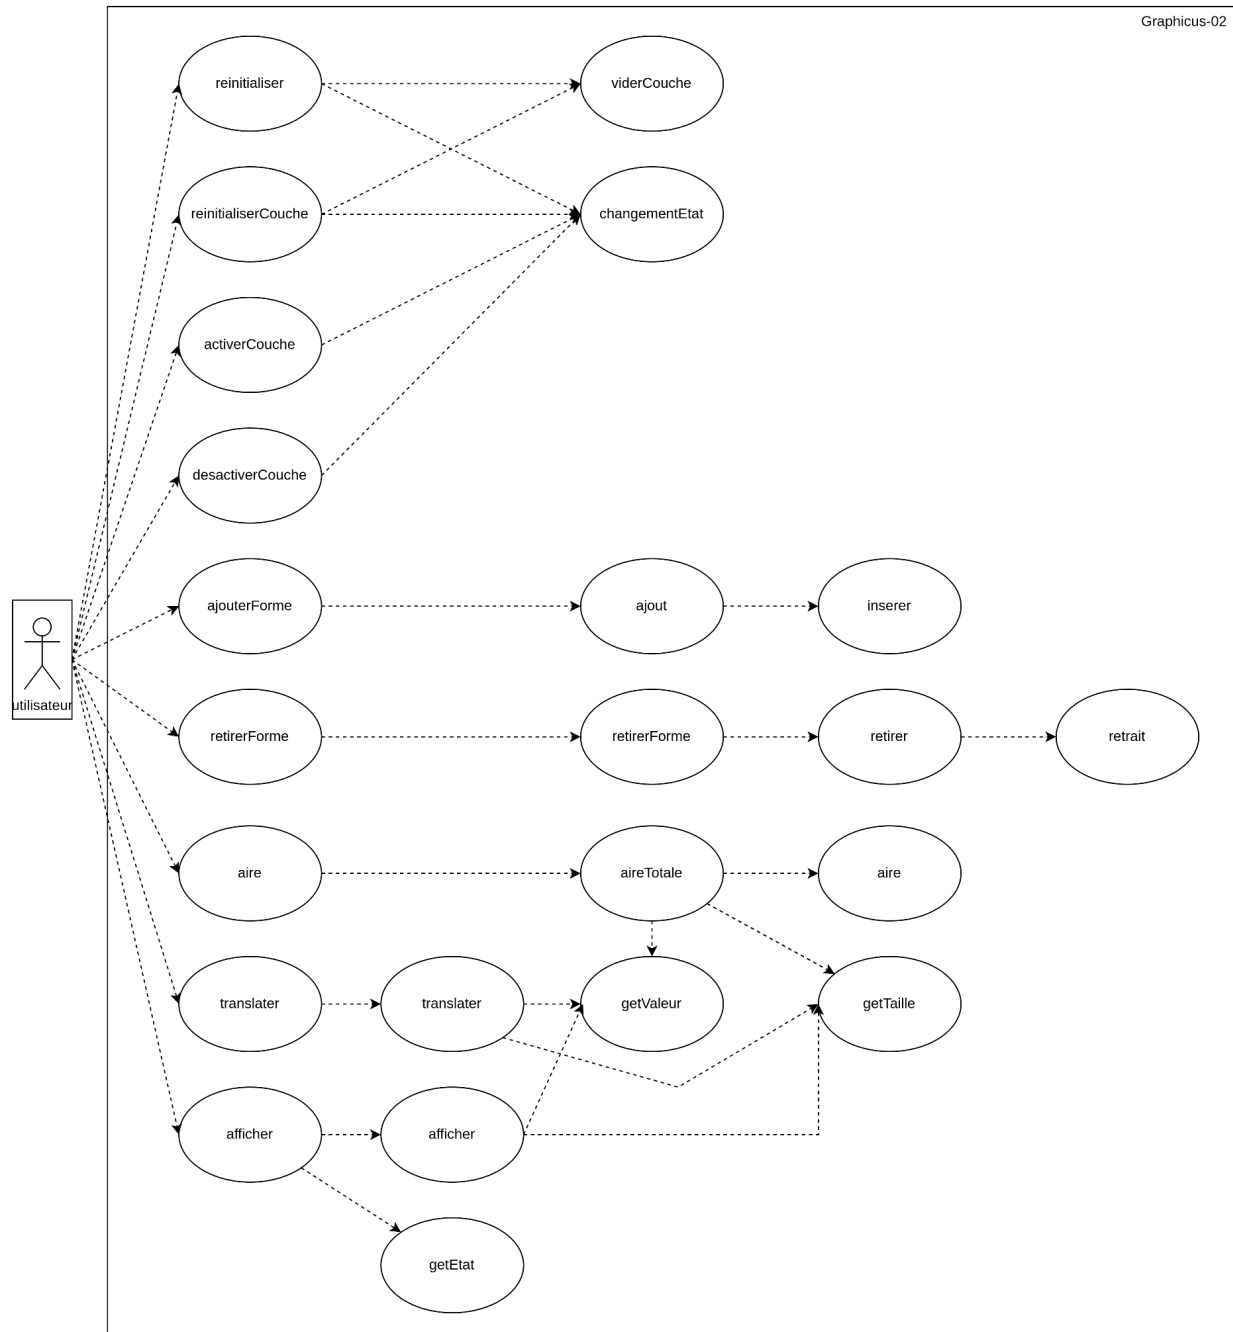 Graphicus-02
reinitialiser
viderCouche
reinitialiserCouche
changementEtat
activerCouche
desactiverCouche
ajouterForme
ajout
inserer
utilisateur
retirerForme
retirerForme
retirer
retrait
aire
aireTotale
aire
translater
translater
getValeur
getTaille
afficher
afficher
getEtat